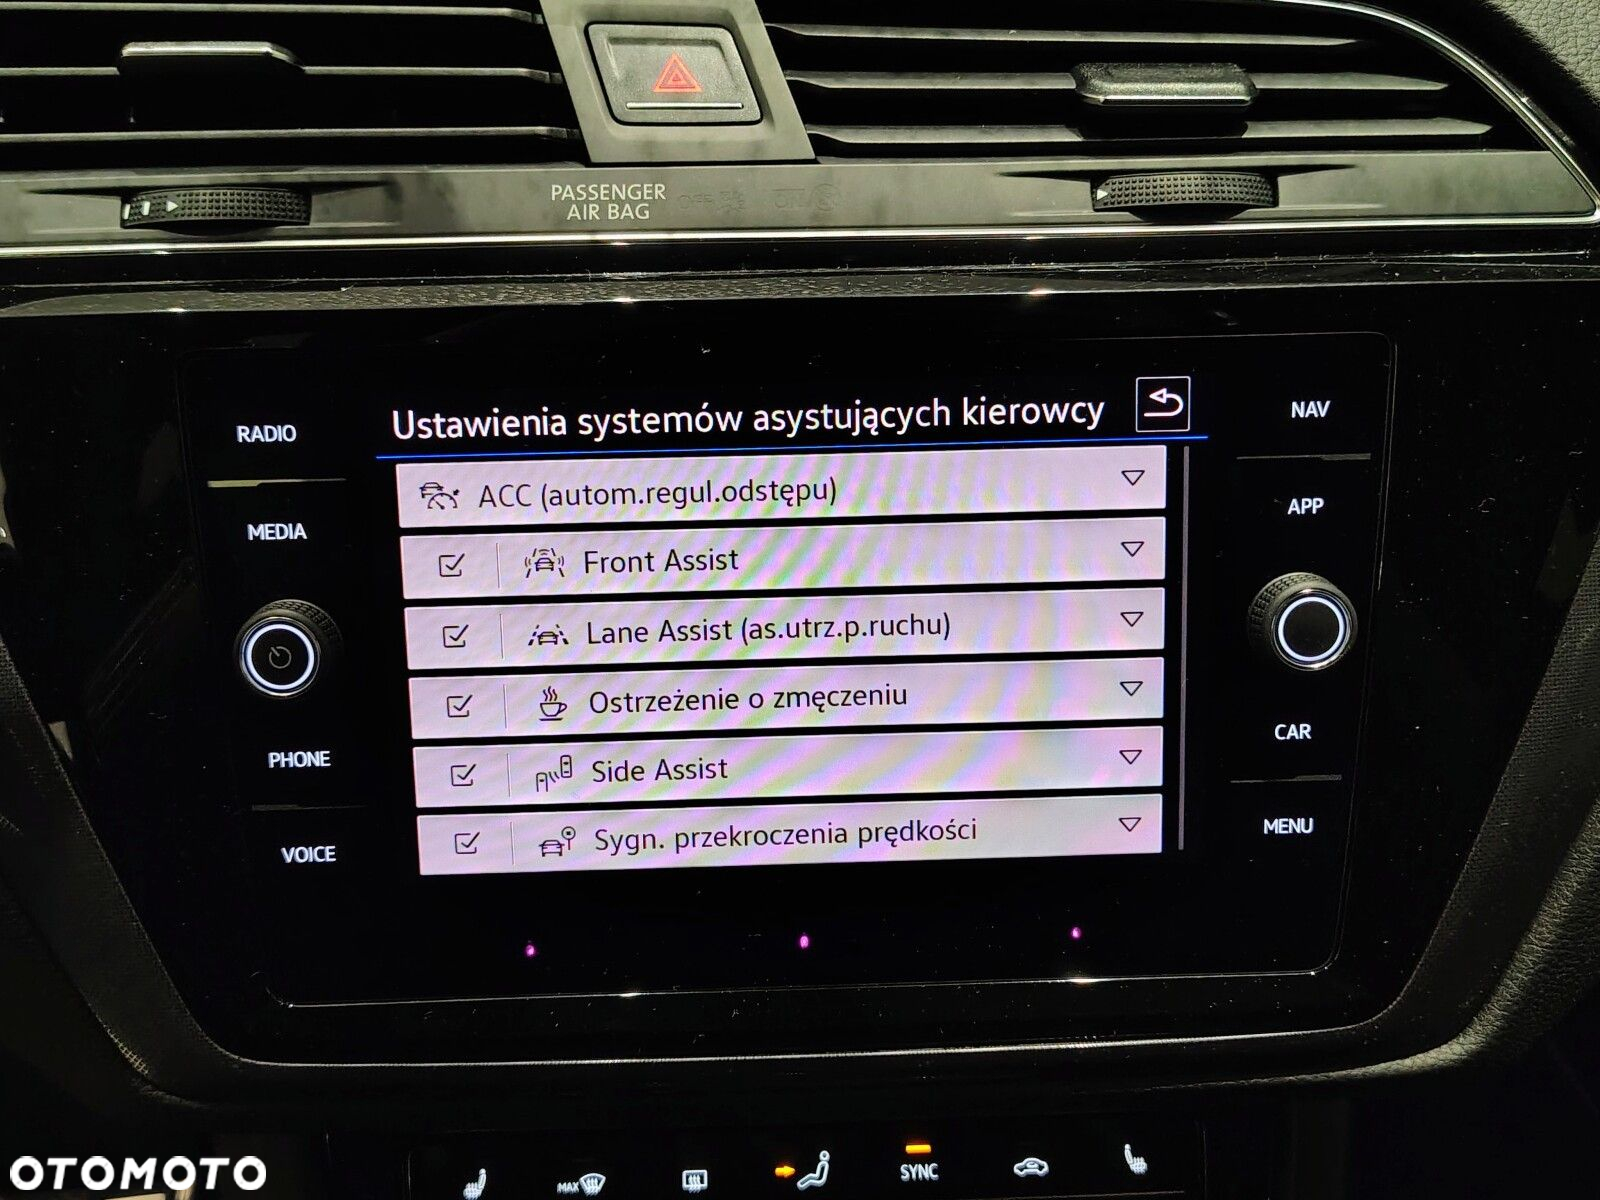 PASSENGER
AIR BAG
RADIO
MEDIA
PHONE
VOICE
Ustawienia systemów asystujących kierowcy
ACC (autom.regul.odstępu)
Front Assist
Lane Assist (as.utrz.p.ruchu)
Ostrzeżenie o zmęczeniu
Side Assist
Sygn. przekroczenia prędkości
NAV
APP
CAR
MENU
MAX
SYNC
OTOMOTO